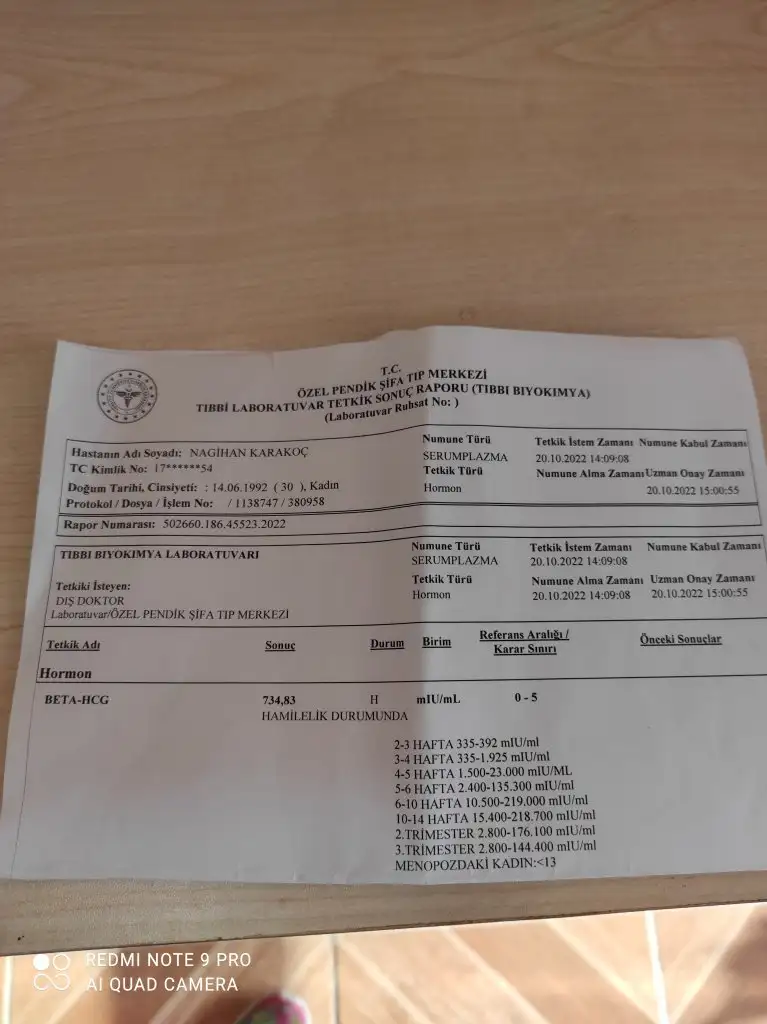 T.C.
ÖZEL PENDİK ŞİFA TIP MERKEZİ
TIBBİ LABORATUVAR TETKİK SONUÇ RAPORU (TIBBI BIYOKIMYA)
(Laboratuvar Ruhsat No: )
Hastanın Adı Soyadı: NAGİHAN KARAKOÇ
TC Kimlik No: 17******54
Doğum Tarihi, Cinsiyeti: : 14.06.1992 ( 30 ), Kadın
Protokol / Dosya / İşlem No: / 1138747 / 380958
Numune Türü Tetkik İstem Zamanı Numune Kabul Zamanı
SERUMPLAZMA 20.10.2022 14:09:08
Tetkik Türü Numune Alma Zamanı Uzman Onay Zamanı
Hormon 20.10.2022 15:00:55
Rapor Numarası: 502660.186.45523.2022
TIBBI BIYOKIMYA LABORATUVARI
Tetkiki İsteyen:
DIŞ DOKTOR
Laboratuvar/ÖZEL PENDİK ŞİFA TIP MERKEZİ
Numune Türü Tetkik İstem Zamanı Numune Kabul Zamanı
SERUMPLAZMA 20.10.2022 14:09:08
Tetkik Türü Numune Alma Zamanı Uzman Onay Zamanı
Hormon 20.10.2022 14:09:08 20.10.2022 15:00:55
Tetkik Adı Sonuç Durum Birim Referans Aralığı / Karar Sınırı Önceki Sonuçlar
Hormon
BETA-HCG 734,83 H mIU/mL 0 - 5
HAMİLELİK DURUMUNDA
2-3 HAFTA 335-392 mIU/ml
3-4 HAFTA 335-1.925 mIU/ml
4-5 HAFTA 1.500-23.000 mIU/ML
5-6 HAFTA 2.400-135.300 mIU/ml
6-10 HAFTA 10.500-219.000 mIU/ml
10-14 HAFTA 15.400-218.700 mIU/ml
2.TRİMESTER 2.800-176.100 mIU/ml
3.TRİMESTER 2.800-144.400 mIU/ml
MENOPOZDAKİ KADIN:<13
REDMI NOTE 9 PRO
AI QUAD CAMERA